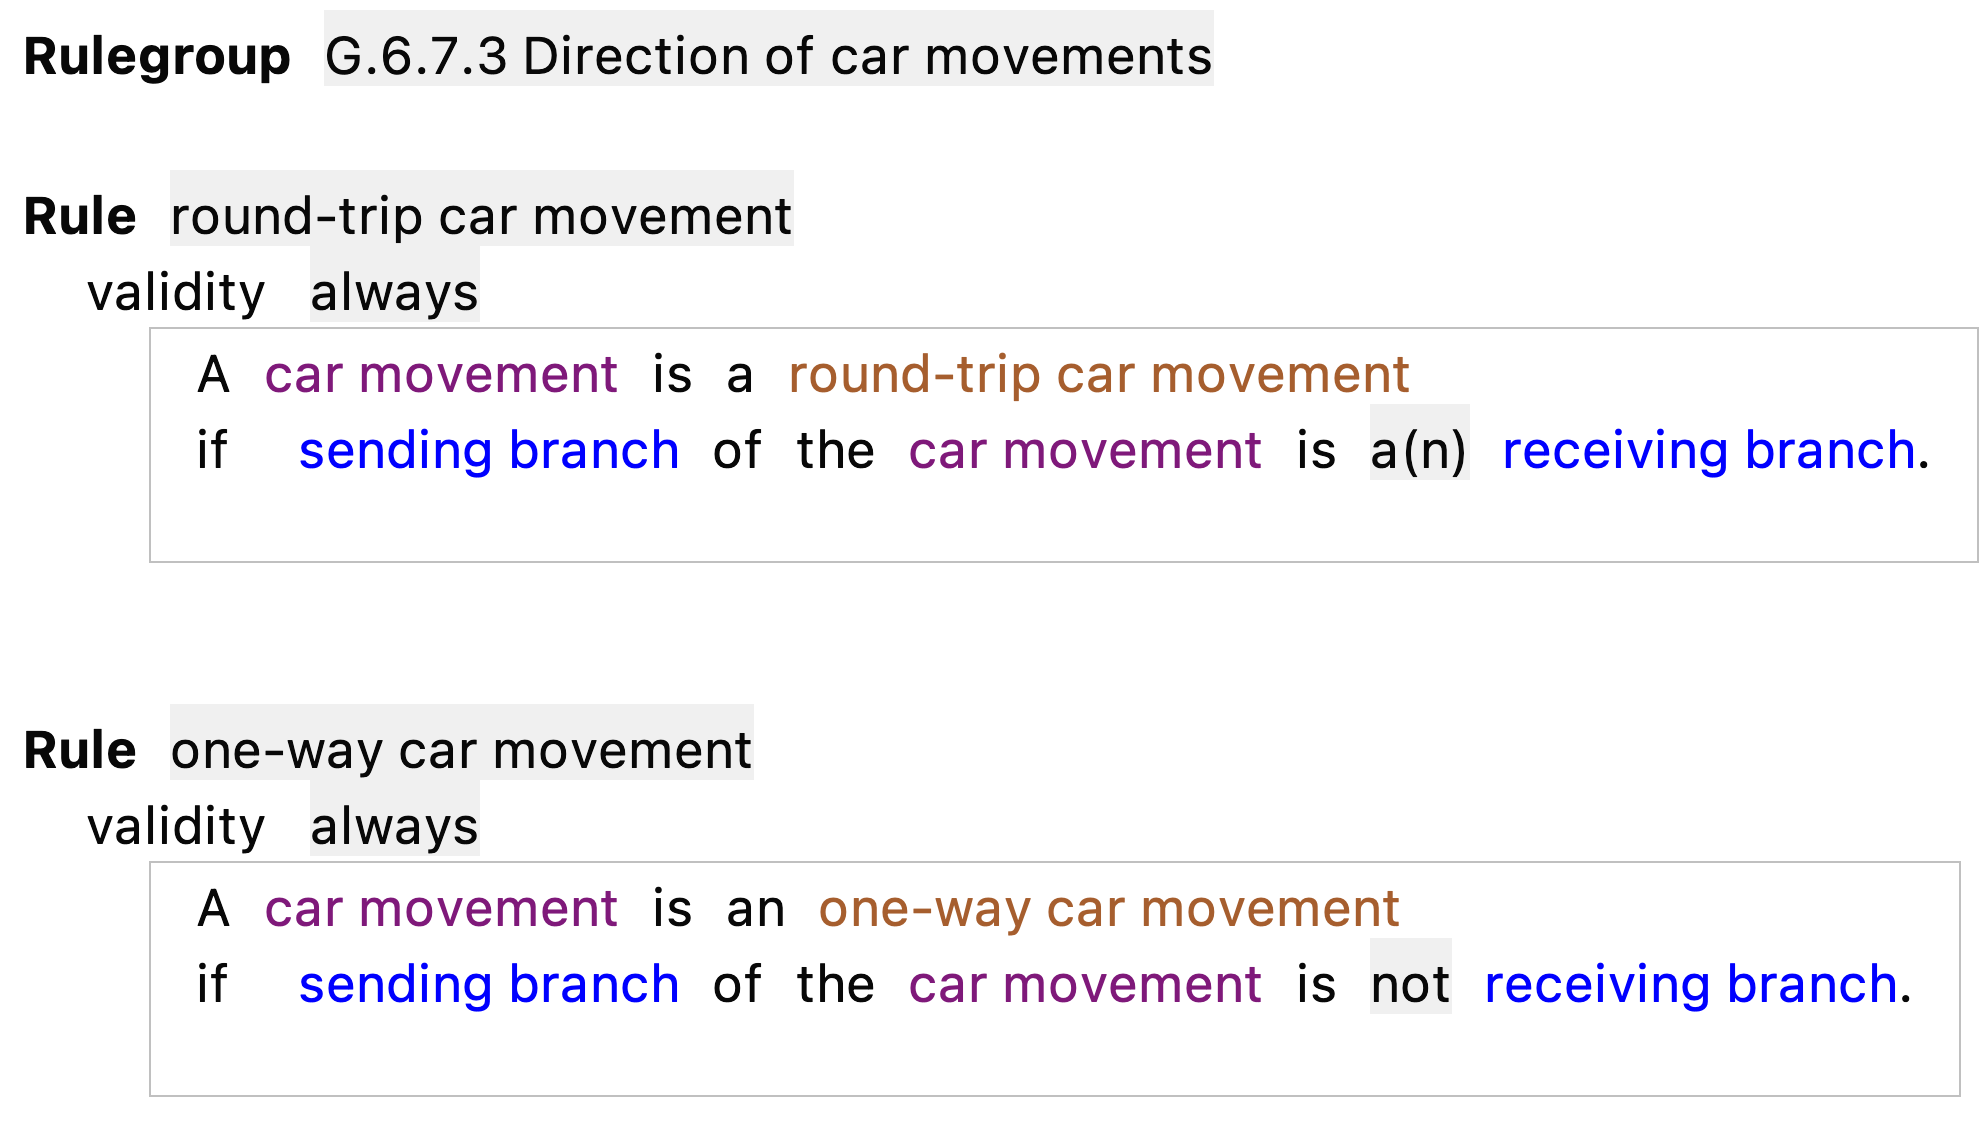 Rulegroup G.6.7.3 Direction of car movements
Rule round-trip car movement
validity always
A car movement is a round-trip car movement
if sending branch of the car movement is a(n) receiving branch.
Rule one-way car movement
validity always
A car movement is an one-way car movement
if sending branch of the car movement is not receiving branch.